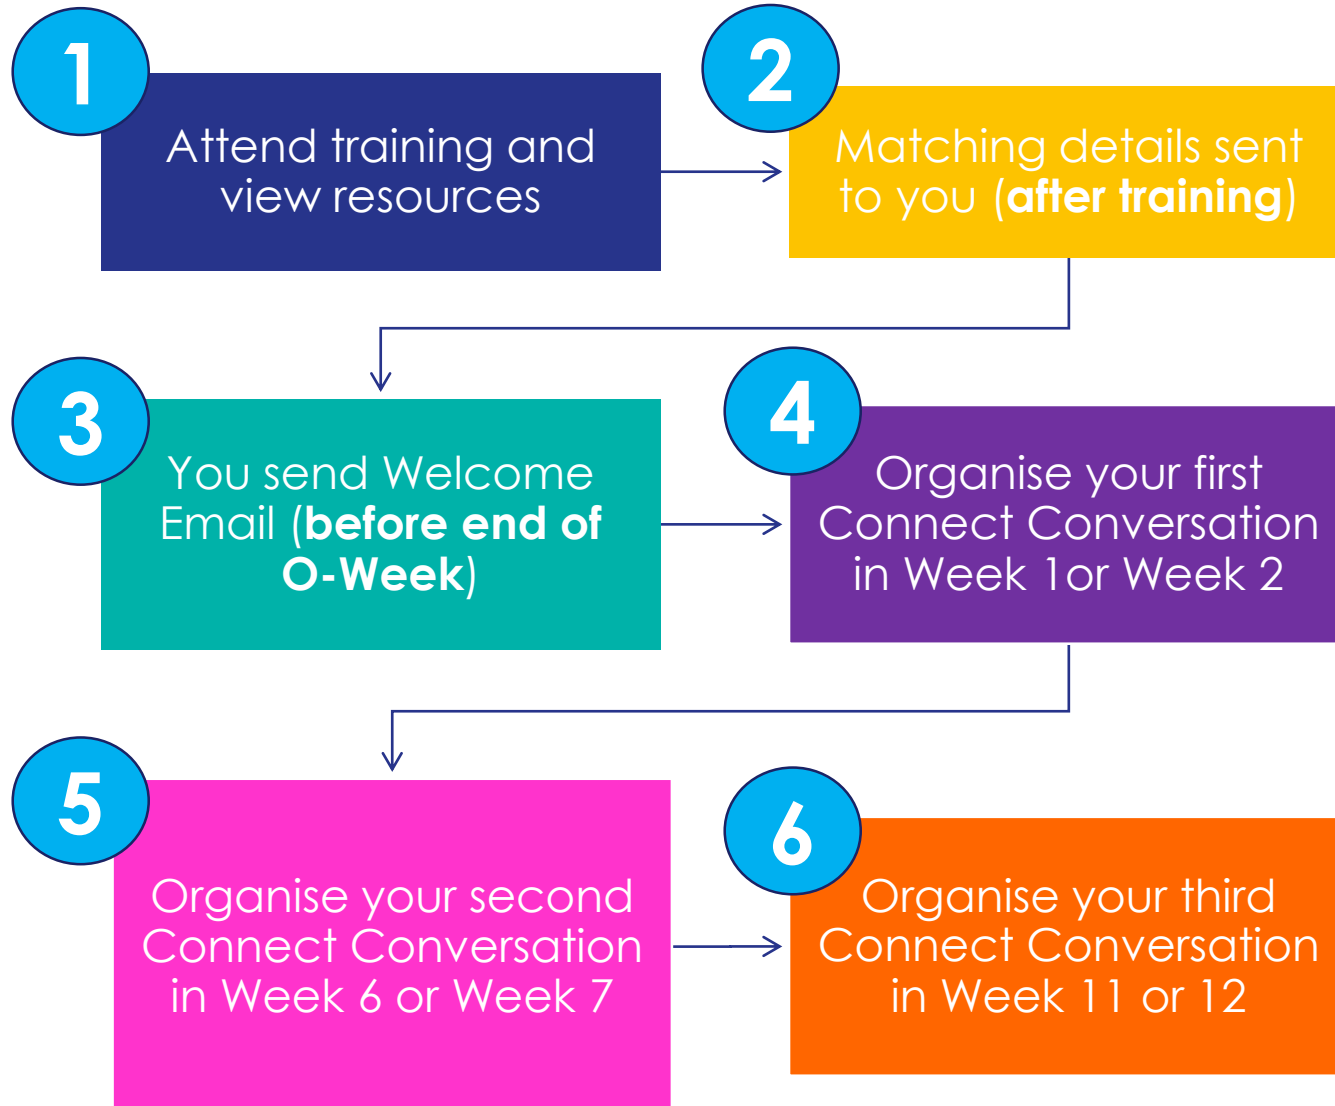 1
Attend training and
view resources
2
Matching details sent
to you (after training)
3
You send Welcome
Email (before end of
O-Week)
4
Organise your first
Connect Conversation
in Week 1or Week 2
5
Organise your second
Connect Conversation
in Week 6 or Week 7
6
Organise your third
Connect Conversation
in Week 11 or 12